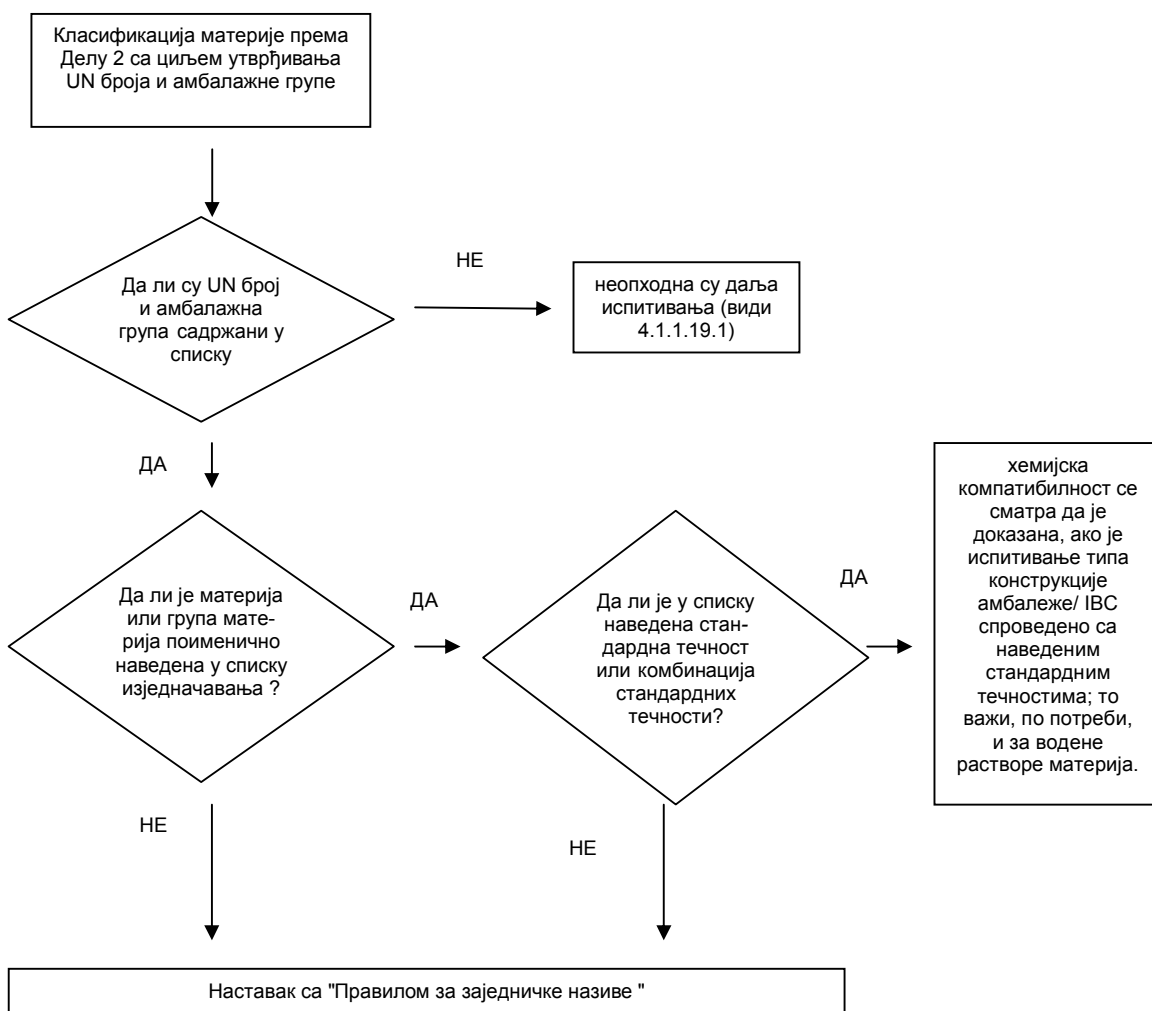 Класификација материје према
Делу 2 са циљем утврђивања
UN броја и амбалажне групе
НЕ
Да ли су UN број
и амбалажна
група садржани у
списку
неопходна су даља
испитивања (види
4.1.1.19.1)
ДА
Да ли је материја
или група мате-
рија поименично
наведена у списку
изједначавања ?
ДА
Да ли је у списку
наведена стан-
дардна течност
или комбинација
стандардних
течности?
ДА
хемијска
компатибилност се
сматра да је
доказана, ако је
испитивање типа
конструкције
амбалеже/ IBC
спроведено са
наведеним
стандардним
течностима; то
важи, по потреби,
и за водене
растворе материја.
НЕ
НЕ
Наставак са "Правилом за заједничке називе "